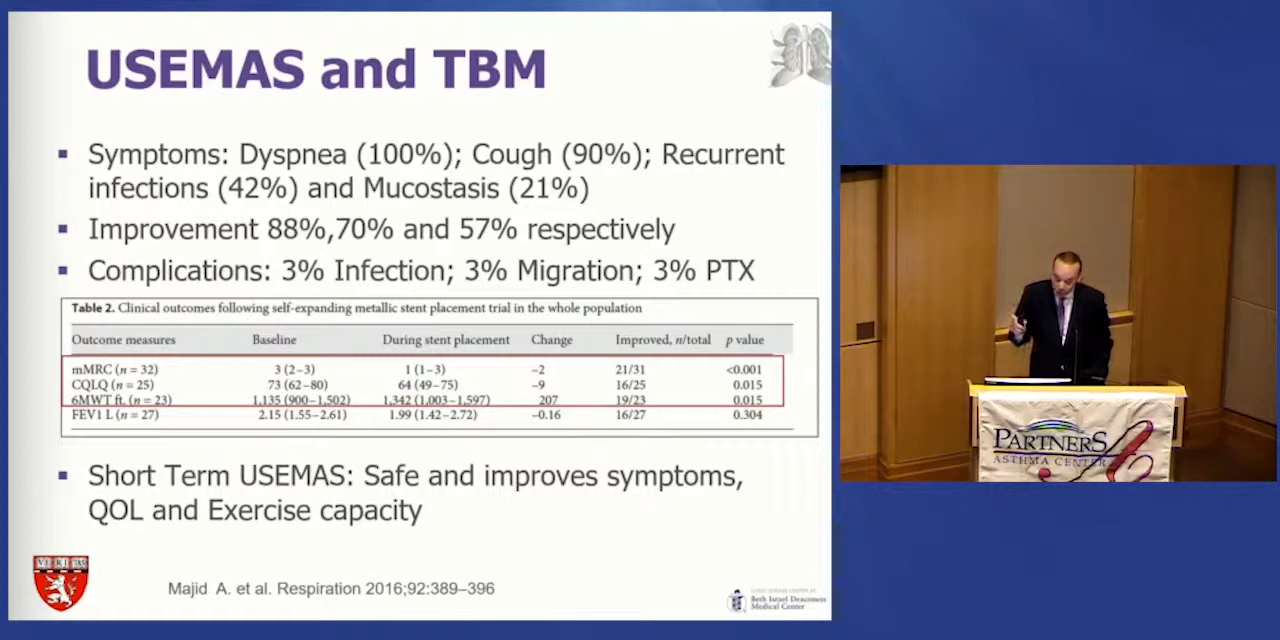 USEMAS and TBM
Symptoms: Dyspnea (100%); Cough (90%); Recurrent
infections (42%) and Mucostasis (21%)
Improvement 88%,70% and 57% respectively
Complications: 3% Infection; 3% Migration; 3% PTX
Table 2. Clinical outcomes following self-expanding metallic stent placement trial in the whole population
Outcome measures Baseline During stent placement Change Improved, n/total p value
mMRC (n = 32) 3 (2–3) 1 (1–3) –2 21/31 <0.001
CQLQ (n = 25) 73 (62–80) 64 (49–75) –9 16/25 0.015
6MWT ft. (n = 23) 1,135 (900–1,502) 1,342 (1,003–1,597) 207 19/23 0.015
FEV1 L (n = 27) 2.15 (1.55–2.61) 1.99 (1.42–2.72) –0.16 16/27 0.304
Short Term USEMAS: Safe and improves symptoms,
QOL and Exercise capacity
VERITAS
Majid A. et al. Respiration 2016;92:389–396
Beth Israel Deaconess
Medical Center
PARTNERS
ASTHMA CENTER